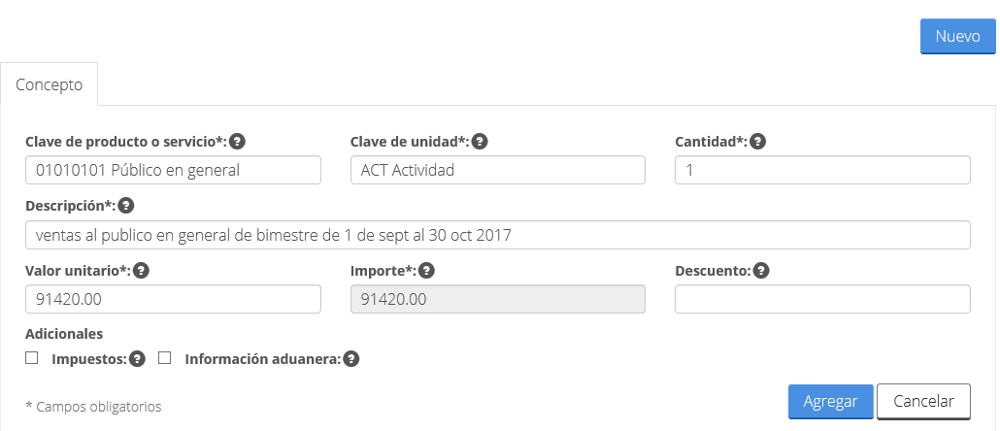 Nuevo
Concepto
Clave de producto o servicio*: ?
Clave de unidad*: ?
Cantidad*: ?
01010101 Público en general
ACT Actividad
1
Descripción*: ?
ventas al publico en general de bimestre de 1 de sept al 30 oct 2017
Valor unitario*: ?
Importe*: ?
Descuento: ?
91420.00
91420.00
Adicionales
Impuestos: ?
Información aduanera: ?
* Campos obligatorios
Agregar
Cancelar